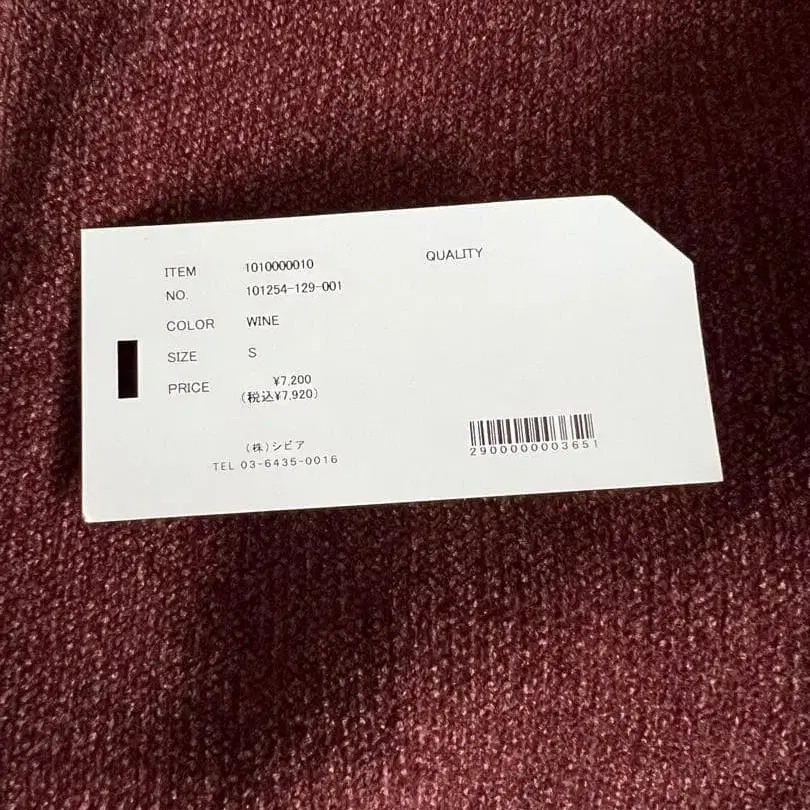 ITEM 1010000010
QUALITY
NO. 101254-129-001
COLOR WINE
SIZE S
PRICE ¥7,200
(税込¥7,920)
(株)シピア
TEL 03-6435-0016
2900000003651